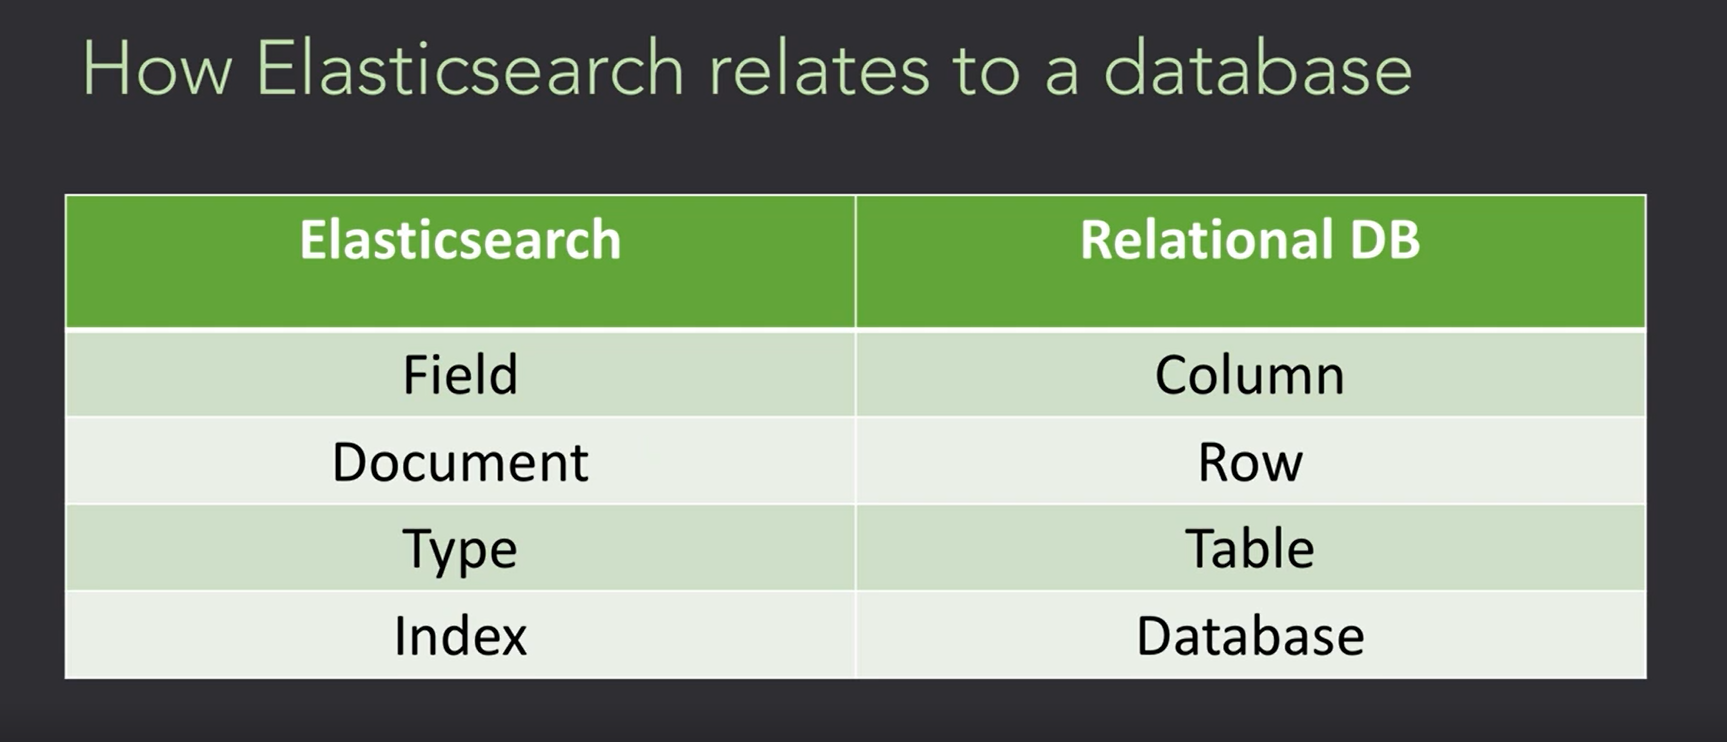 How Elasticsearch relates to a database
Elasticsearch Relational DB
Field Column
Document Row
Type Table
Index Database